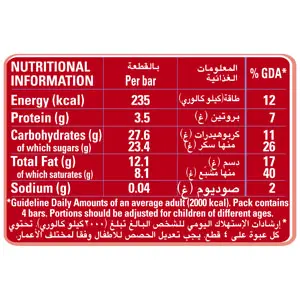 NUTRITIONAL INFORMATION بالقطعة Per bar المعلومات الغذائية % GDA*
Energy (kcal) 235 طاقة (كيلو كالوري) 12
Protein (g) 3.5 بروتين (غ) 7
Carbohydrates (g) 27.6 كربوهيدرات (غ) 11
of which sugars (g) 23.4 منها سكر (غ) 26
Total Fat (g) 12.1 دسم (غ) 17
of which saturates (g) 8.1 منها مشبع (غ) 40
Sodium (g) 0.04 صوديوم (غ) 2
*Guideline Daily Amounts of an average adult (2000 kcal). Pack contains
4 bars. Portions should be adjusted for children of different ages.
* إرشادات الإستهلاك اليومي للشخص البالغ تبلغ (٢٠٠٠ كيلو كالوري). تحتوي
كل عبوة على ٤ قطع. يجب تعديل الحصص للأطفال وفقاً لمختلف الأعمار.